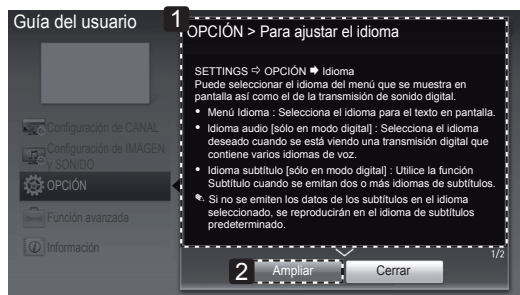 Guía del usuario
1
OPCIÓN > Para ajustar el idioma
SETTINGS ⇨ OPCIÓN ➡ Idioma
Puede seleccionar el idioma del menú que se muestra en
pantalla así como el de la transmisión de sonido digital.
• Menú Idioma : Selecciona el idioma para el texto en pantalla.
• Idioma audio [sólo en modo digital] : Selecciona el idioma
deseado cuando se está viendo una transmisión digital que
contiene varios idiomas de voz.
• Idioma subtítulo [sólo en modo digital] : Utilice la función
Subtítulo cuando se emitan dos o más idiomas de subtítulos.
Si no se emiten los datos de los subtítulos en el idioma
seleccionado, se reproducirán en el idioma de subtítulos
predeterminado.
Configuración de CANAL
Configuración de IMAGEN
y SONIDO
OPCIÓN
Función avanzada
Información
1/2
2
Ampliar
Cerrar